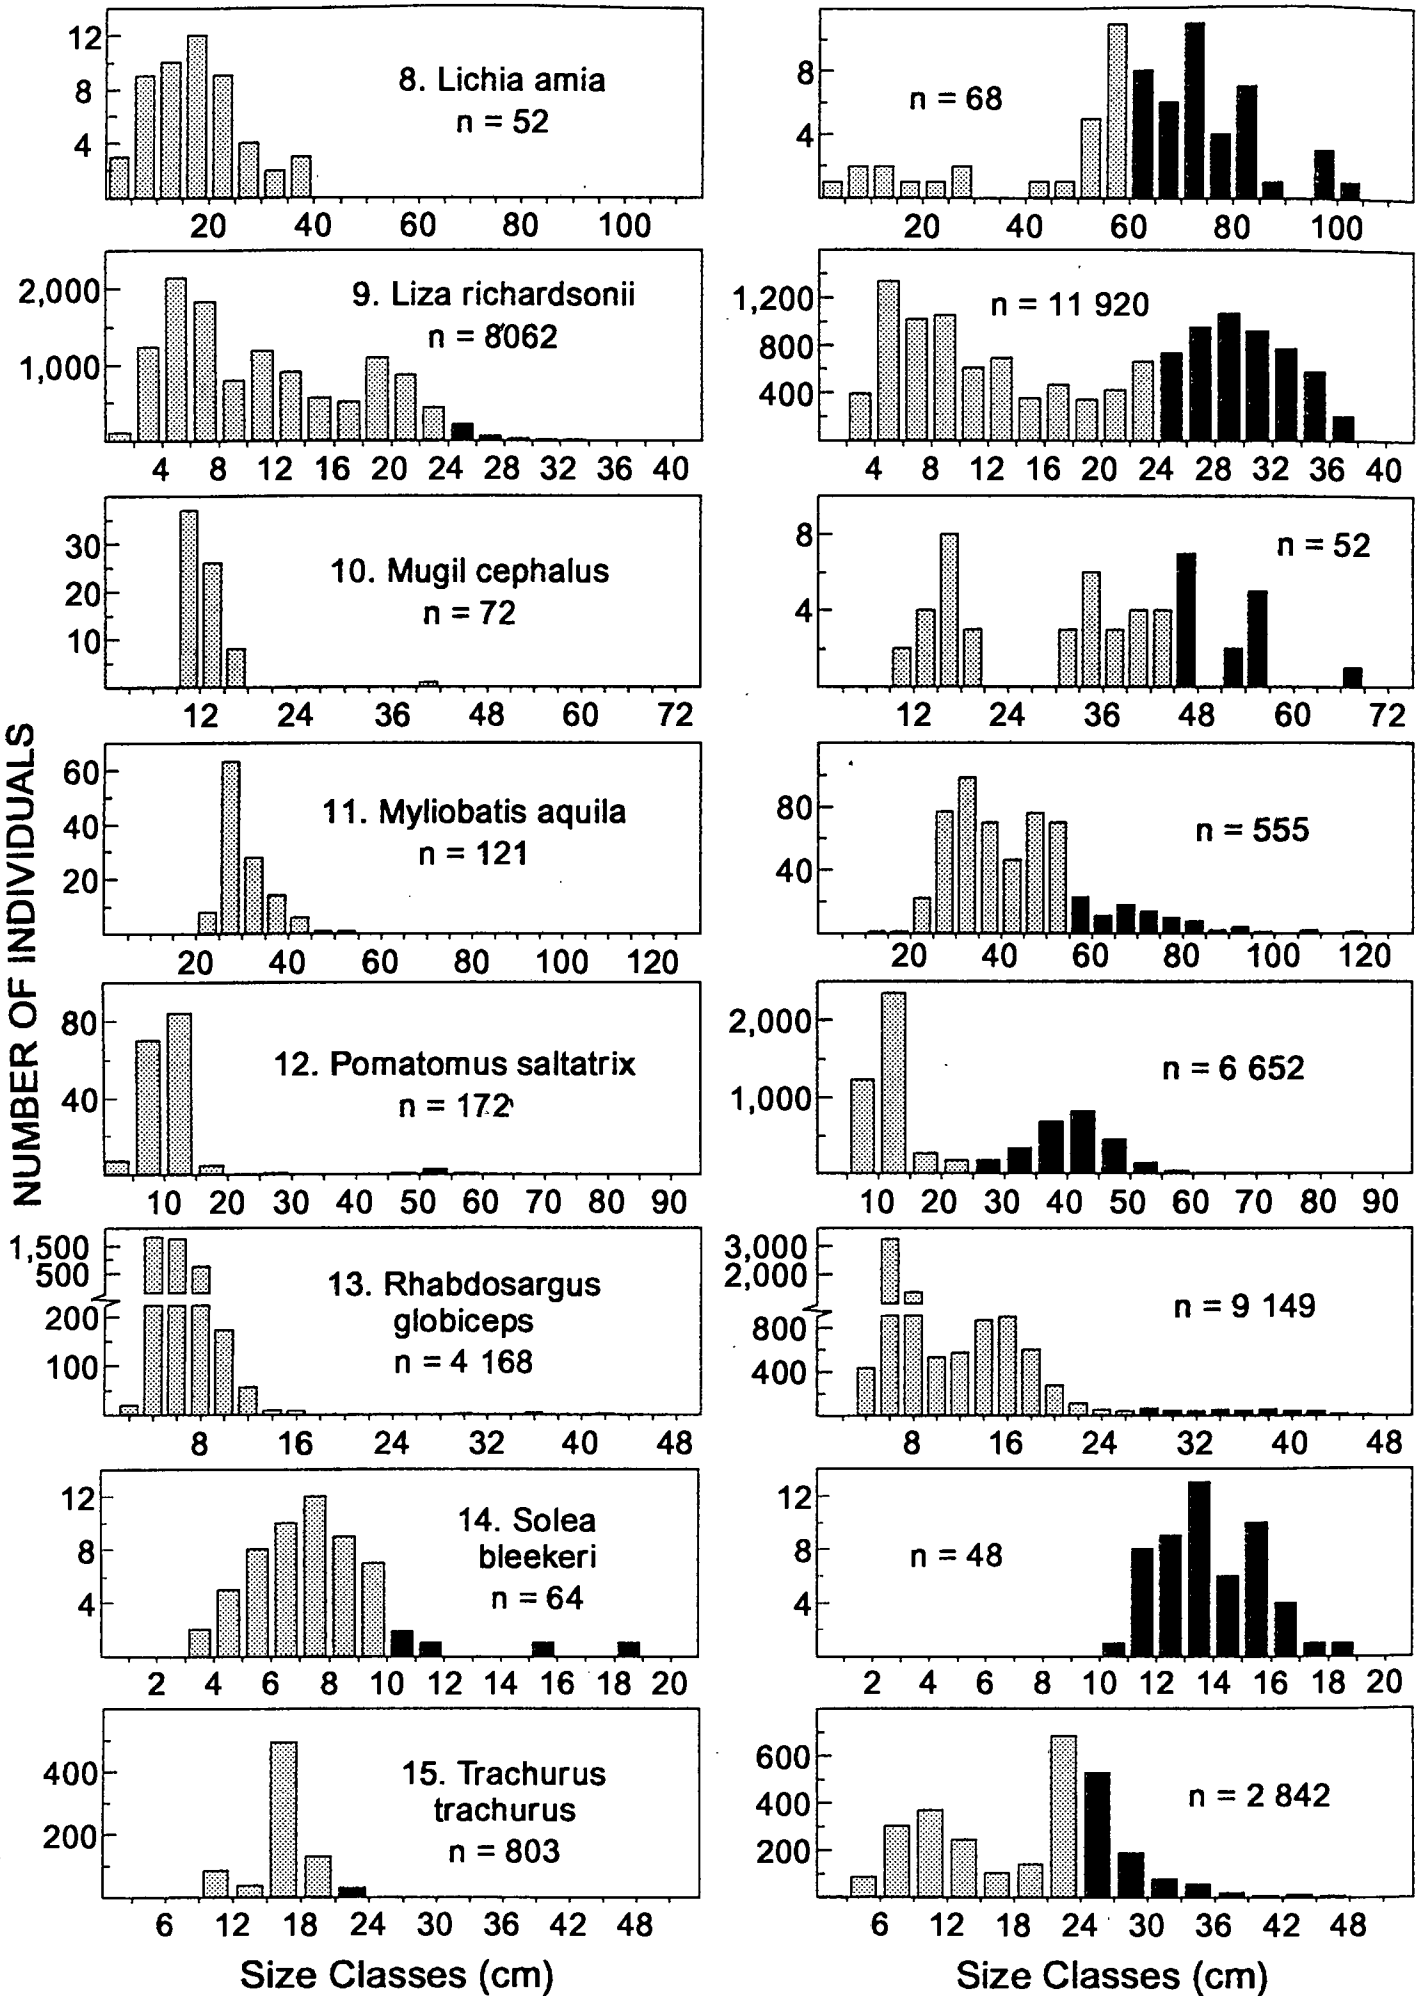 NUMBER OF INDIVIDUALS
12
8
4
8. Lichia amia
n = 52
20 40 60 80 100
8
4
n = 68
20 40 60 80 100
2,000
1,000
9. Liza richardsonii
n = 8062
4 8 12 16 20 24 28 32 36 40
1,200
800
400
n = 11 920
4 8 12 16 20 24 28 32 36 40
30
20
10
10. Mugil cephalus
n = 72
12 24 36 48 60 72
8
4
n = 52
12 24 36 48 60 72
60
40
20
11. Myliobatis aquila
n = 121
20 40 60 80 100 120
80
40
n = 555
20 40 60 80 100 120
80
40
12. Pomatomus saltatrix
n = 172
10 20 30 40 50 60 70 80 90
2,000
1,000
n = 6 652
10 20 30 40 50 60 70 80 90
1,500
500
200
100
13. Rhabdosargus
globiceps
n = 4 168
8 16 24 32 40 48
3,000
2,000
800
400
n = 9 149
8 16 24 32 40 48
12
8
4
14. Solea
bleekeri
n = 64
2 4 6 8 10 12 14 16 18 20
12
8
4
n = 48
2 4 6 8 10 12 14 16 18 20
400
200
15. Trachurus
trachurus
n = 803
6 12 18 24 30 36 42 48
600
400
200
n = 2 842
6 12 18 24 30 36 42 48
Size Classes (cm)
Size Classes (cm)